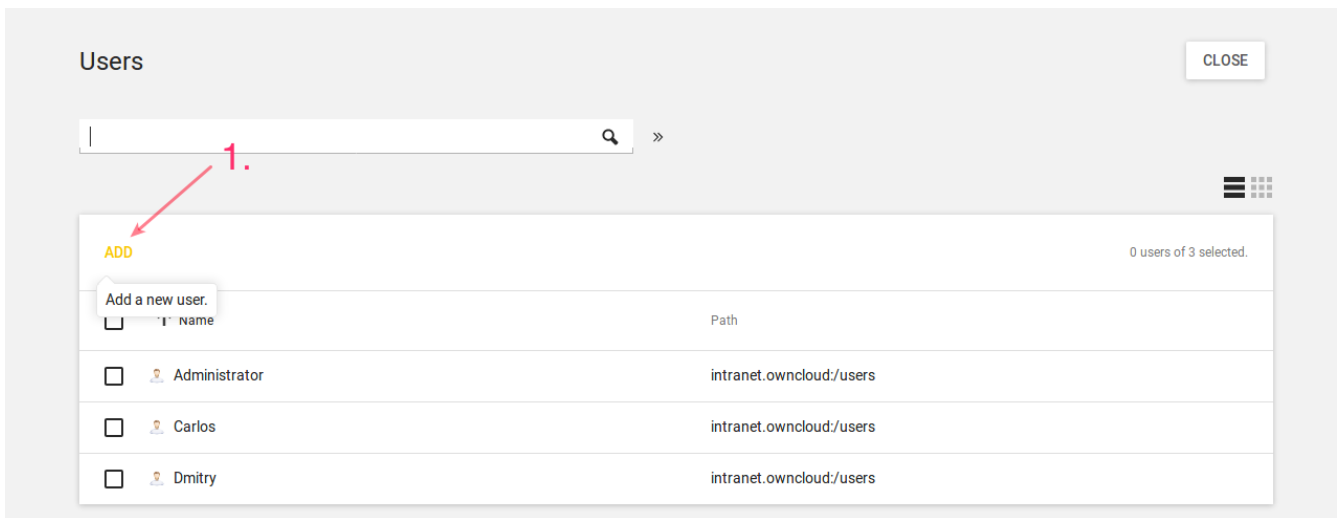 Users
CLOSE
»
1.
ADD
0 users of 3 selected.
Add a new user.
Name
Path
Administrator
intranet.owncloud:/users
Carlos
intranet.owncloud:/users
Dmitry
intranet.owncloud:/users